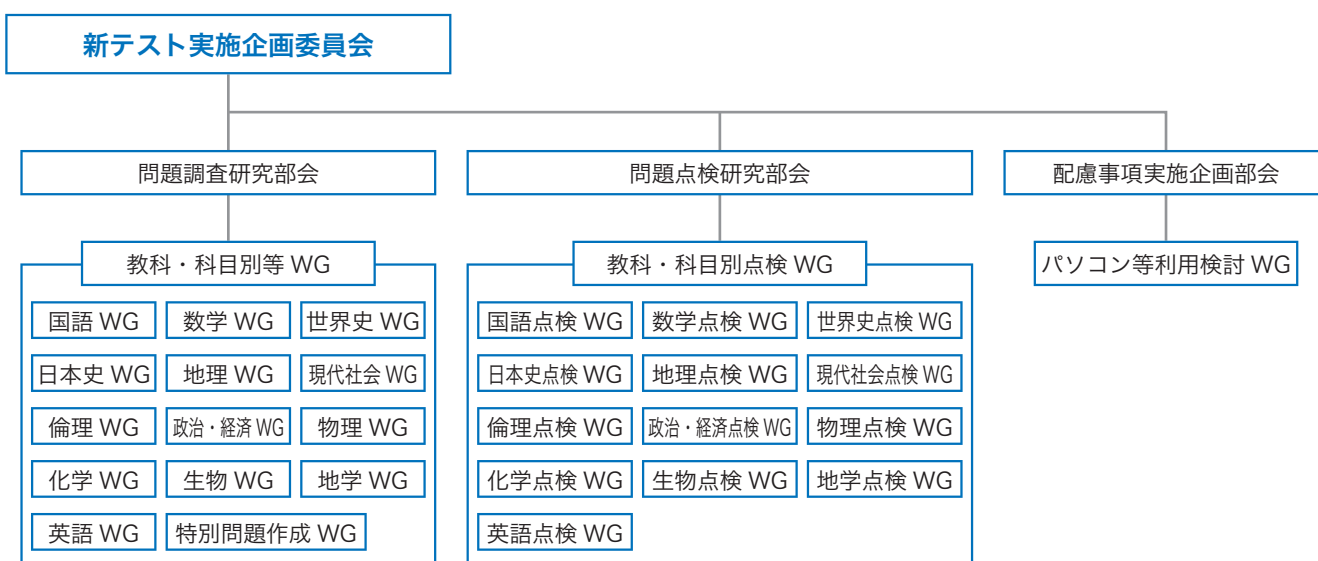 新テスト実施企画委員会
問題調査研究部会
問題点検研究部会
配慮事項実施企画部会
教科・科目別等 WG
教科・科目別点検 WG
パソコン等利用検討 WG
国語 WG
数学 WG
世界史 WG
日本史 WG
地理 WG
現代社会 WG
倫理 WG
政治・経済 WG
物理 WG
化学 WG
生物 WG
地学 WG
英語 WG
特別問題作成 WG
国語点検 WG
数学点検 WG
世界史点検 WG
日本史点検 WG
地理点検 WG
現代社会点検 WG
倫理点検 WG
政治・経済点検 WG
物理点検 WG
化学点検 WG
生物点検 WG
地学点検 WG
英語点検 WG